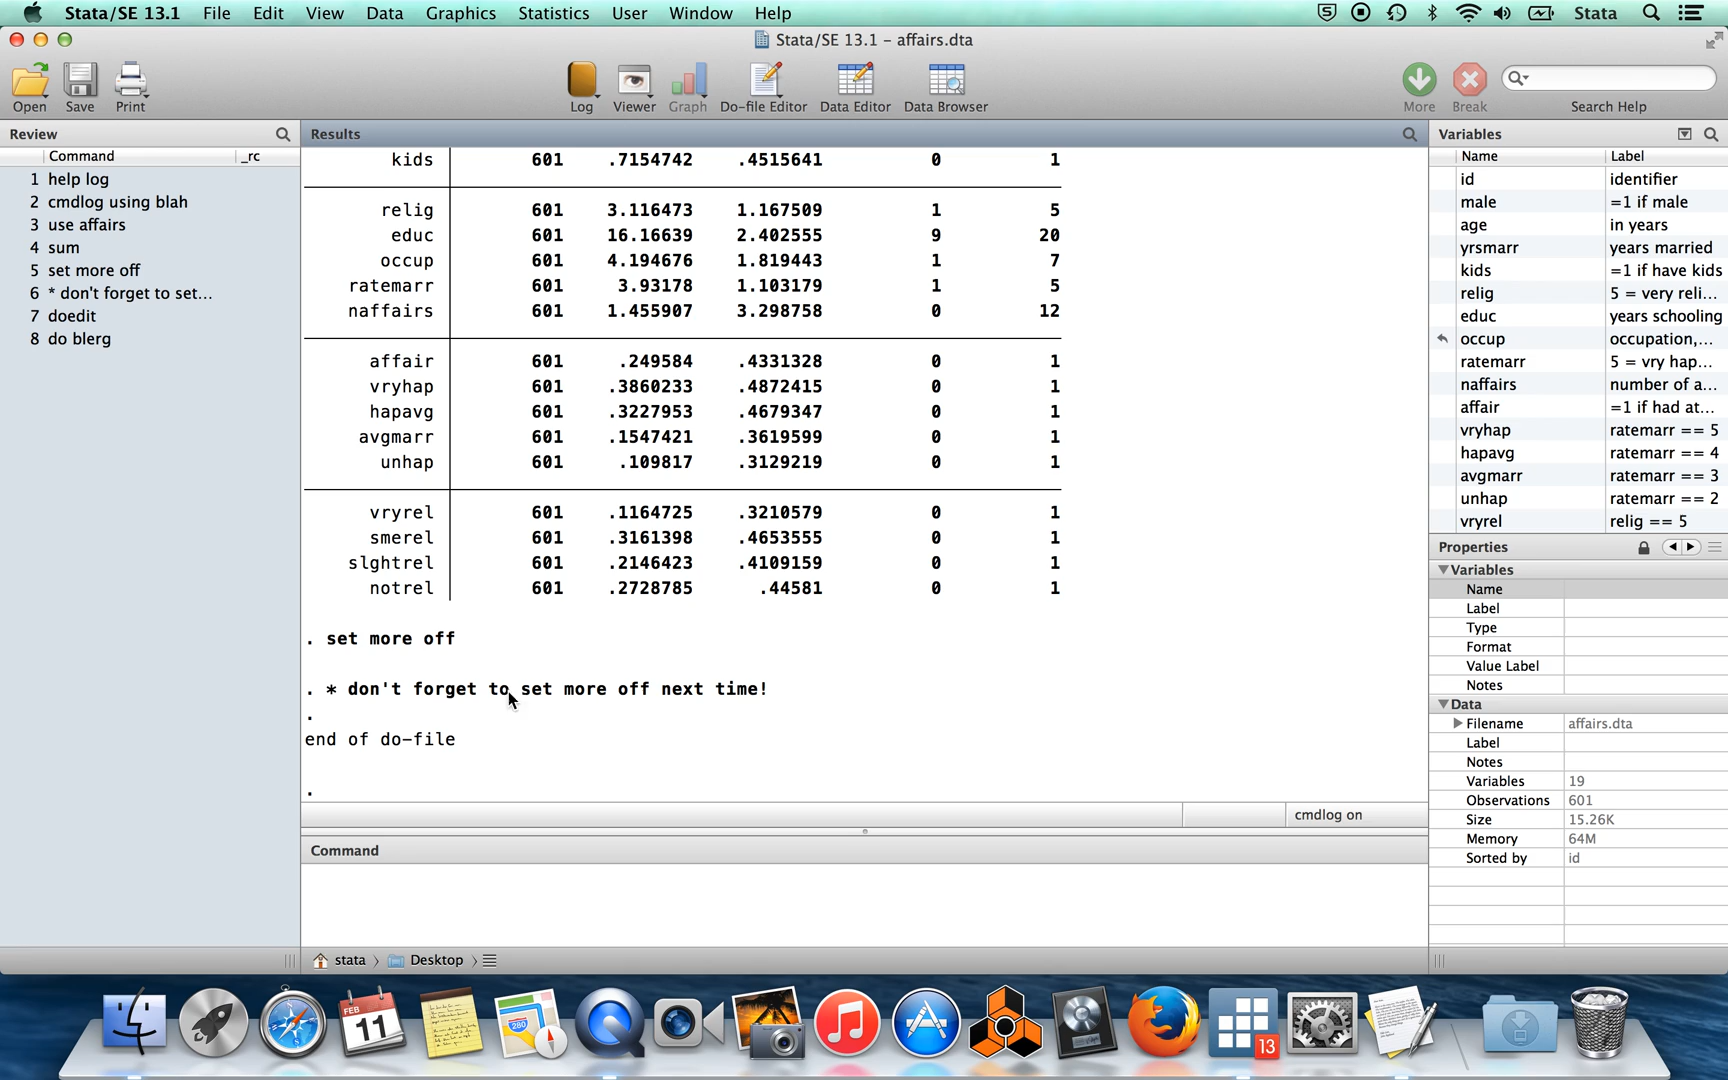 Stata/SE 13.1 File Edit View Data Graphics Statistics User Window Help Stata
Stata/SE 13.1 – affairs.dta
Open Save Print Log Viewer Graph Do-file Editor Data Editor Data Browser More Break Search Help
Review
Command _rc
1 help log
2 cmdlog using blah
3 use affairs
4 sum
5 set more off
6 * don't forget to set...
7 doedit
8 do blerg
Results
kids 601 .7154742 .4515641 0 1
relig 601 3.116473 1.167509 1 5
educ 601 16.16639 2.402555 9 20
occup 601 4.194676 1.819443 1 7
ratemarr 601 3.93178 1.103179 1 5
naffairs 601 1.455907 3.298758 0 12
affair 601 .249584 .4331328 0 1
vryhap 601 .3860233 .4872415 0 1
hapavg 601 .3227953 .4679347 0 1
avgmarr 601 .1547421 .3619599 0 1
unhap 601 .109817 .3129219 0 1
vryrel 601 .1164725 .3210579 0 1
smerel 601 .3161398 .4653555 0 1
slghtrel 601 .2146423 .4109159 0 1
notrel 601 .2728785 .44581 0 1
. set more off
. * don't forget to set more off next time!
.
end of do-file
.
cmdlog on
Command
stata Desktop
Variables
Name Label
id identifier
male =1 if male
age in years
yrsmarr years married
kids =1 if have kids
relig 5 = very reli...
educ years schooling
occup occupation,...
ratemarr 5 = vry hap...
naffairs number of a...
affair =1 if had at...
vryhap ratemarr == 5
hapavg ratemarr == 4
avgmarr ratemarr == 3
unhap ratemarr == 2
vryrel relig == 5
Properties
Variables
Name
Label
Type
Format
Value Label
Notes
Data
Filename affairs.dta
Label
Notes
Variables 19
Observations 601
Size 15.26K
Memory 64M
Sorted by id
FEB
11
280
13